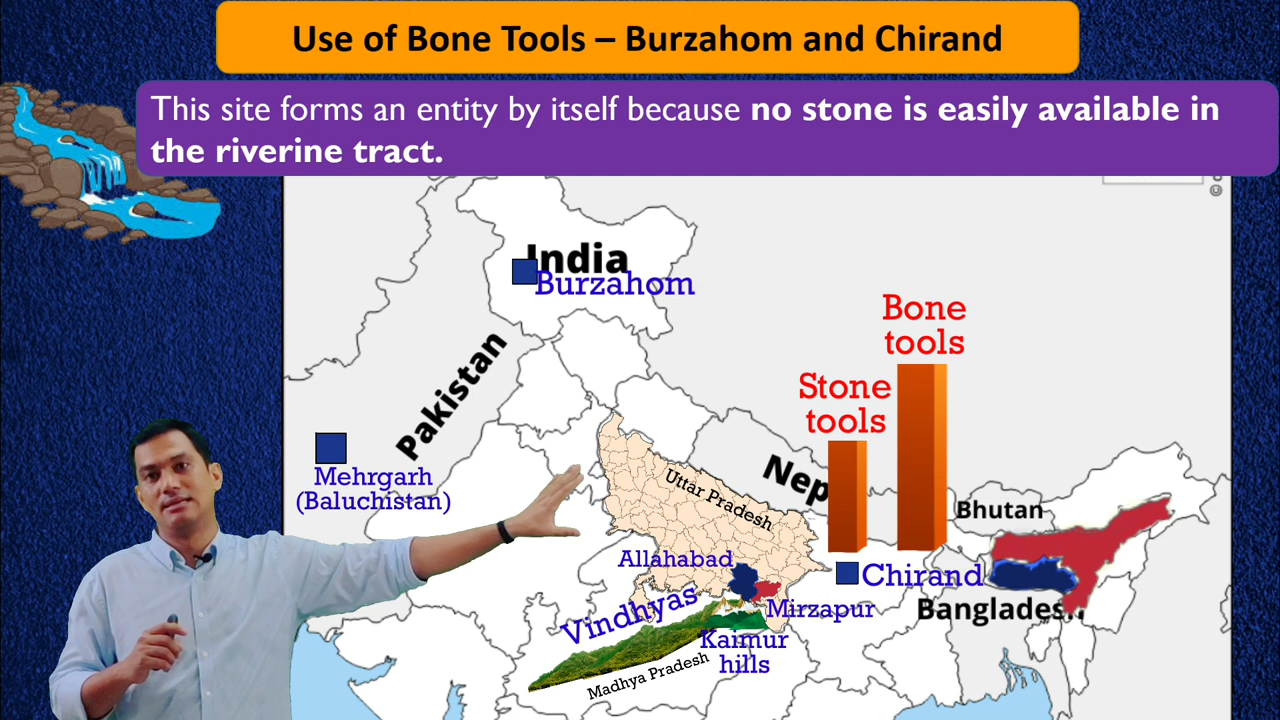 Use of Bone Tools – Burzahom and Chirand
This site forms an entity by itself because no stone is easily available in
the riverine tract.
India
Burzahom
Pakistan
Bone
tools
Stone
tools
Mehrgarh
(Baluchistan)
Uttar Pradesh
Nep
Bhutan
Allahabad
Chirand
Vindhyas
Mirzapur
Banglades
Kaimur
hills
Madhya Pradesh